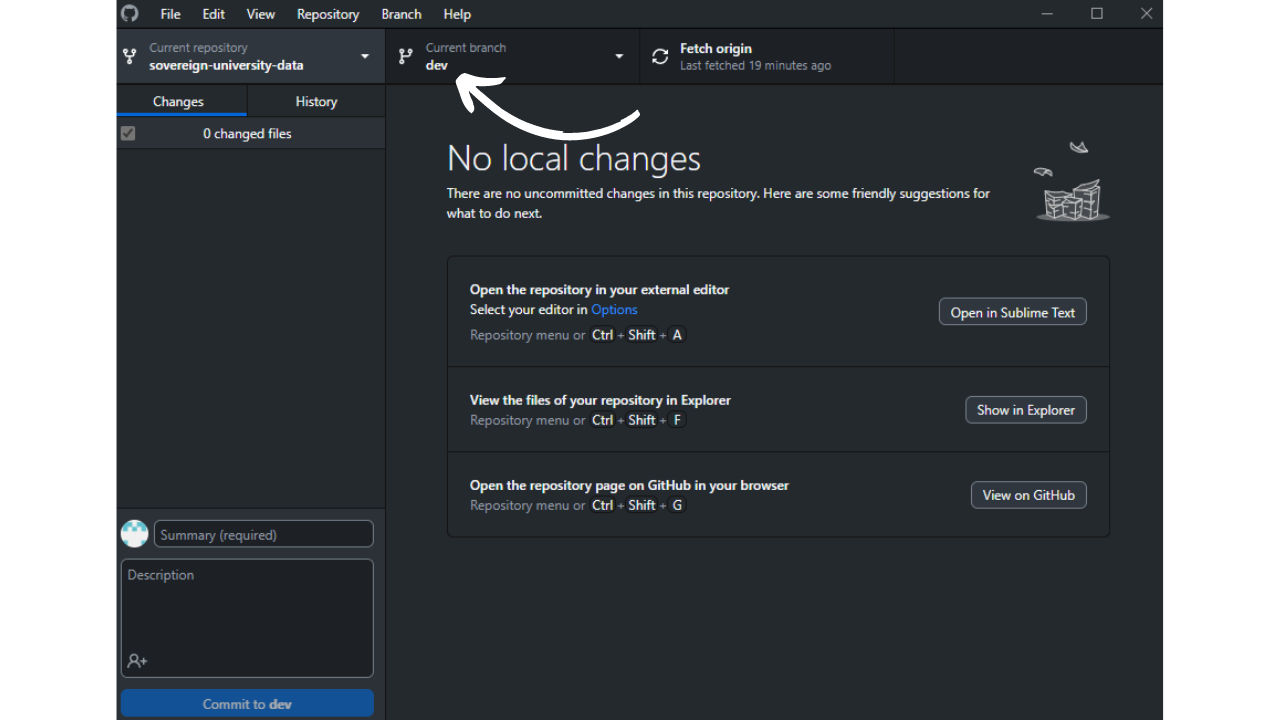 File Edit View Repository Branch Help
Current repository
sovereign-university-data
Current branch
dev
Fetch origin
Last fetched 19 minutes ago
Changes History
0 changed files
No local changes
There are no uncommitted changes in this repository. Here are some friendly suggestions for
what to do next.
Open the repository in your external editor
Select your editor in Options
Repository menu or Ctrl + Shift + A
Open in Sublime Text
View the files of your repository in Explorer
Repository menu or Ctrl + Shift + F
Show in Explorer
Open the repository page on GitHub in your browser
Repository menu or Ctrl + Shift + G
View on GitHub
Summary (required)
Description
Commit to dev